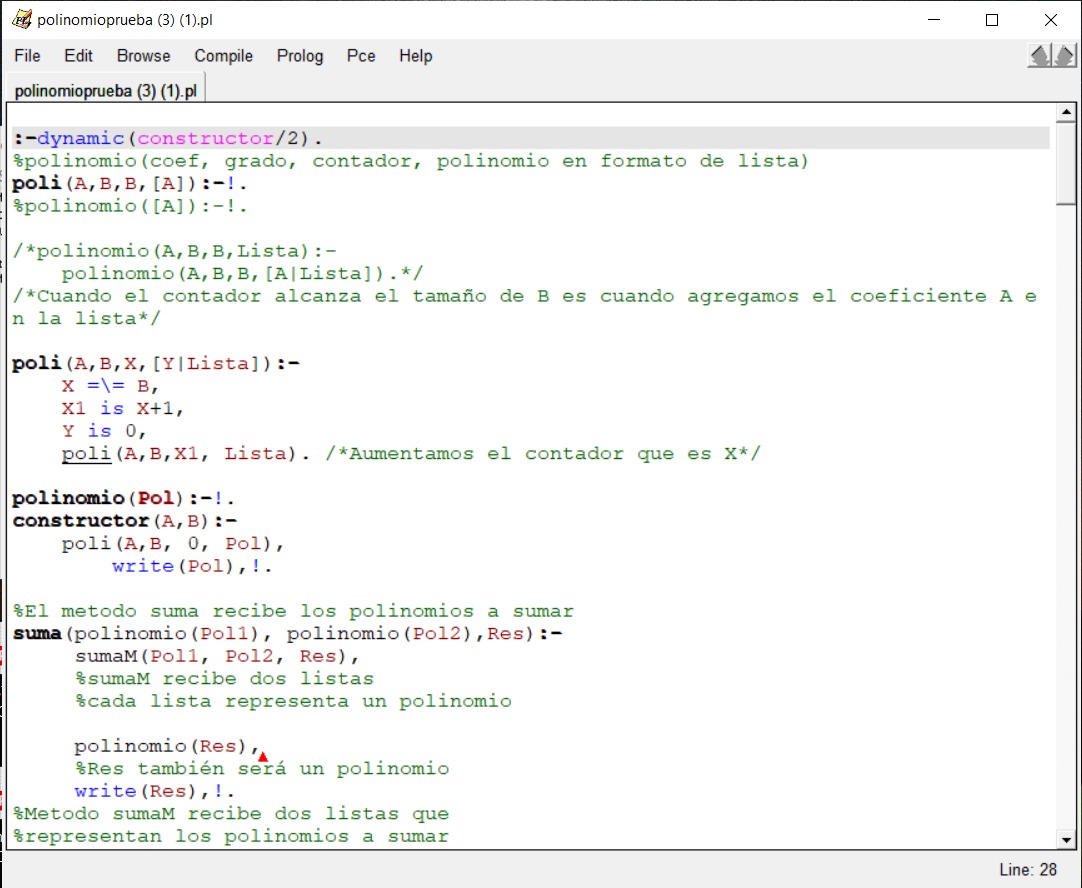 polinomioprueba (3) (1).pl
File Edit Browse Compile Prolog Pce Help
polinomioprueba (3) (1).pl
:-dynamic(constructor/2).
%polinomio(coef, grado, contador, polinomio en formato de lista)
poli(A,B,B,[A]):-!.
%polinomio([A]):-!.
/*polinomio(A,B,B,Lista):-
    polinomio(A,B,B,[A|Lista]).*/
/*Cuando el contador alcanza el tamaño de B es cuando agregamos el coeficiente A e
n la lista*/
poli(A,B,X,[Y|Lista]):-
    X =\= B,
    X1 is X+1,
    Y is 0,
    poli(A,B,X1, Lista). /*Aumentamos el contador que es X*/
polinomio(Pol):-!.
constructor(A,B):-
    poli(A,B, 0, Pol),
        write(Pol),!.
%El metodo suma recibe los polinomios a sumar
suma(polinomio(Pol1), polinomio(Pol2),Res):-
     sumaM(Pol1, Pol2, Res),
     %sumaM recibe dos listas
     %cada lista representa un polinomio
     polinomio(Res),
     %Res también será un polinomio
     write(Res),!.
%Metodo sumaM recibe dos listas que
%representan los polinomios a sumar
Line: 28